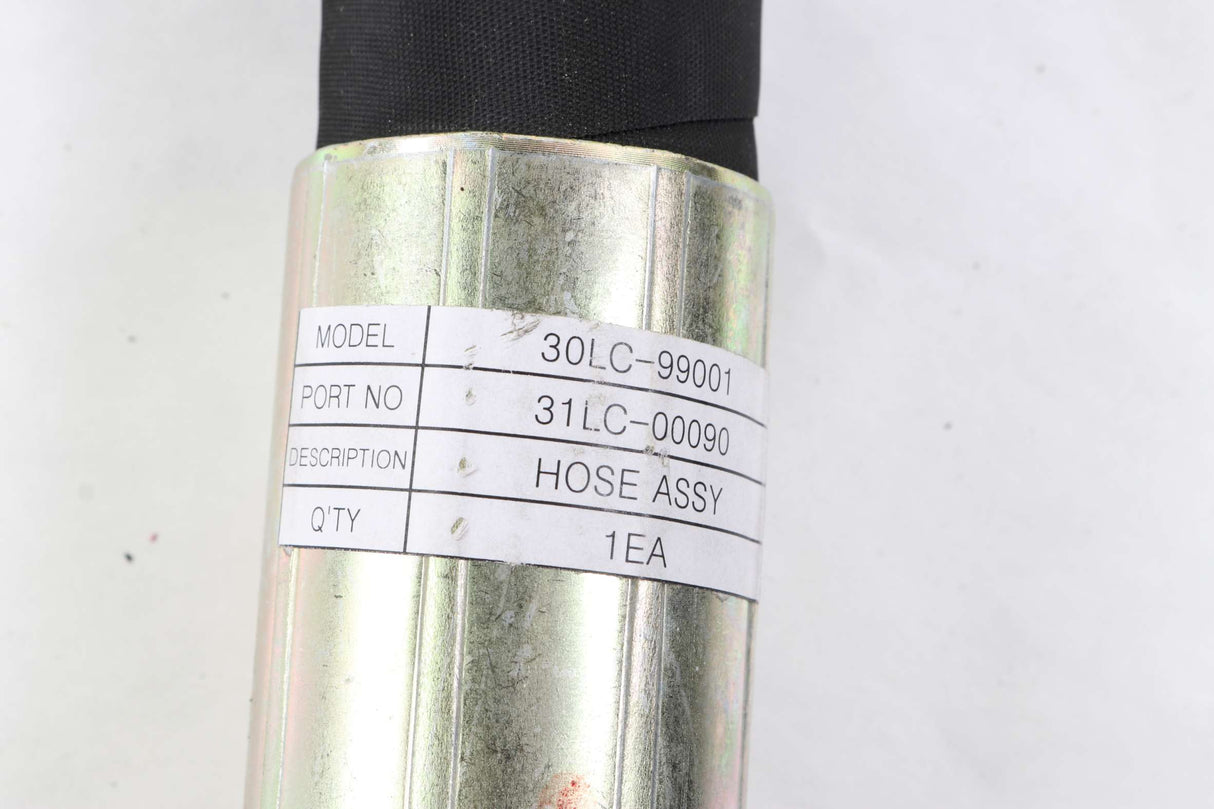 MODEL 30LC-99001
PORT NO 31LC-00090
DESCRIPTION HOSE ASSY
Q'TY 1EA